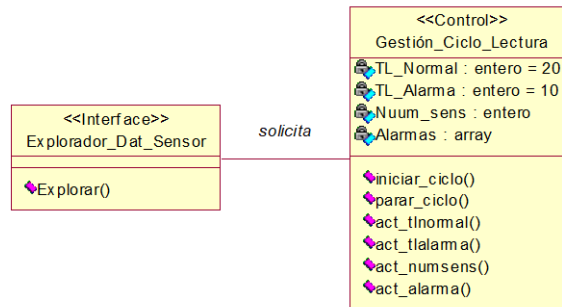 <<Interface>>
Explorador_Dat_Sensor
Explorar()
solicita
<<Control>>
Gestión_Ciclo_Lectura
TL_Normal : entero = 20
TL_Alarma : entero = 10
Nuum_sens : entero
Alarmas : array
iniciar_ciclo()
parar_ciclo()
act_tlnormal()
act_tlalarma()
act_numsens()
act_alarma()